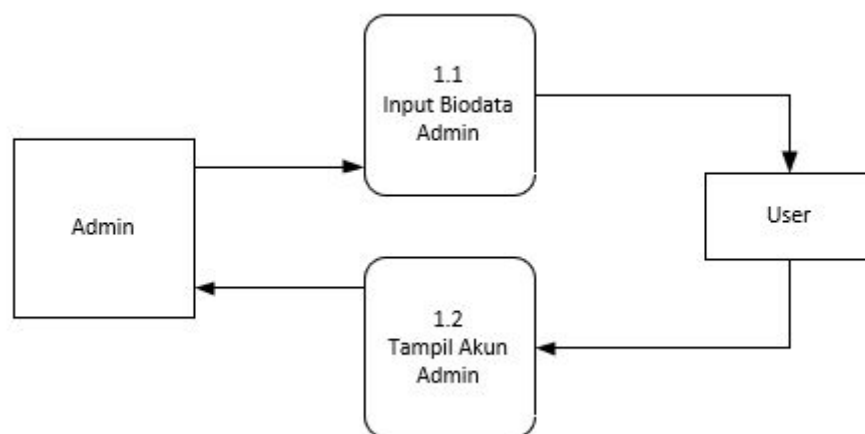 1.1
Input Biodata
Admin
Admin
User
1.2
Tampil Akun
Admin